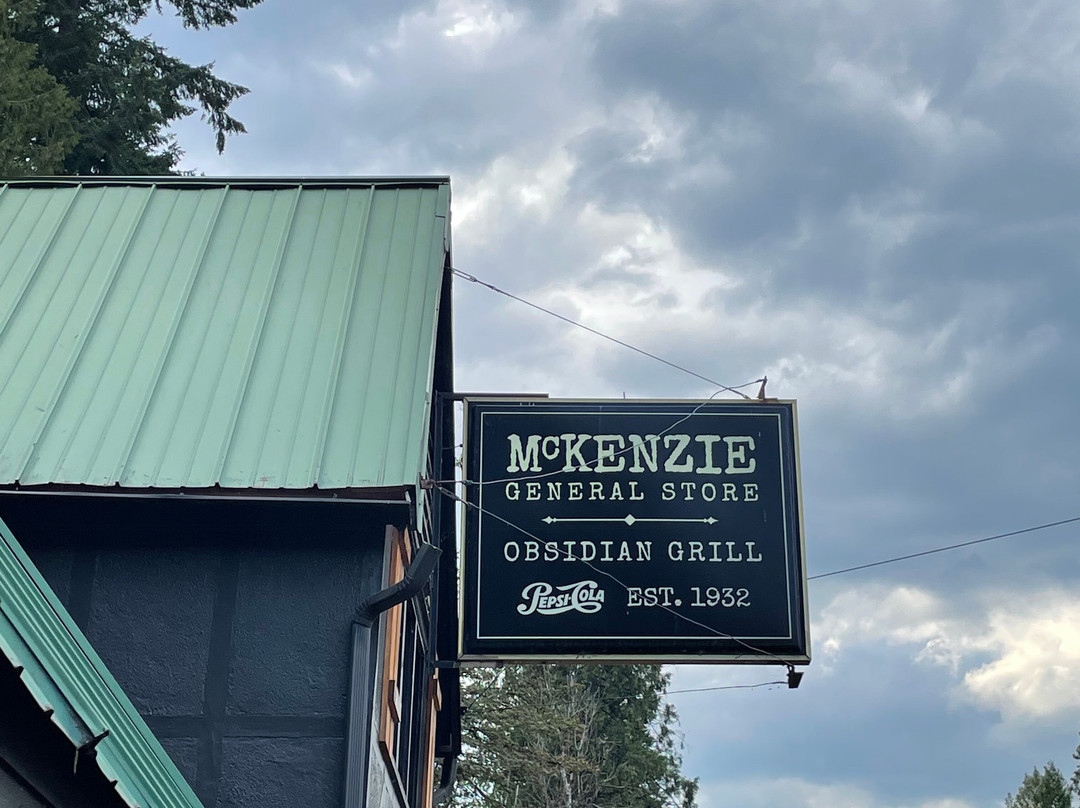 McKENZIE
GENERAL STORE
OBSIDIAN GRILL
PEPSI-COLA EST. 1932